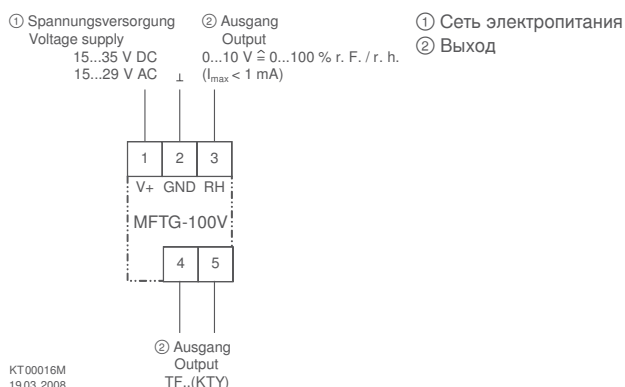 ① Spannungsversorgung
Voltage supply
15...35 V DC
15...29 V AC
⊥
② Ausgang
Output
0...10 V ≙ 0...100 % r. F. / r. h.
(Imax < 1 mA)
① Сеть электропитания
② Выход
1 2 3
V+ GND RH
MFTG-100V
4 5
② Ausgang
Output
TF..(KTY)
KT00016M
19.03.2008